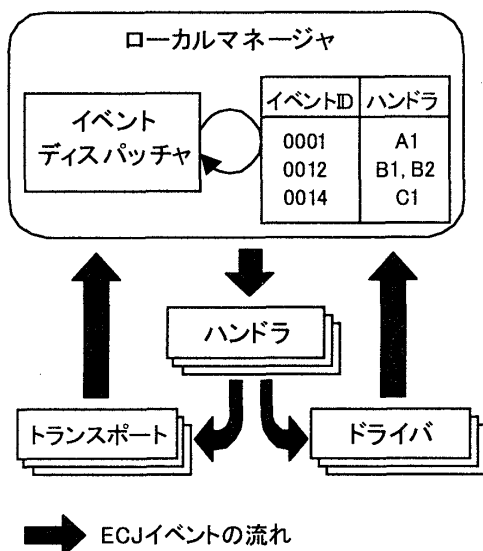 ローカルマネージャ
イベント
ディスパッチャ
イベントID ハンドラ
0001 A1
0012 B1, B2
0014 C1
ハンドラ
トランスポート
ドライバ
ECJイベントの流れ